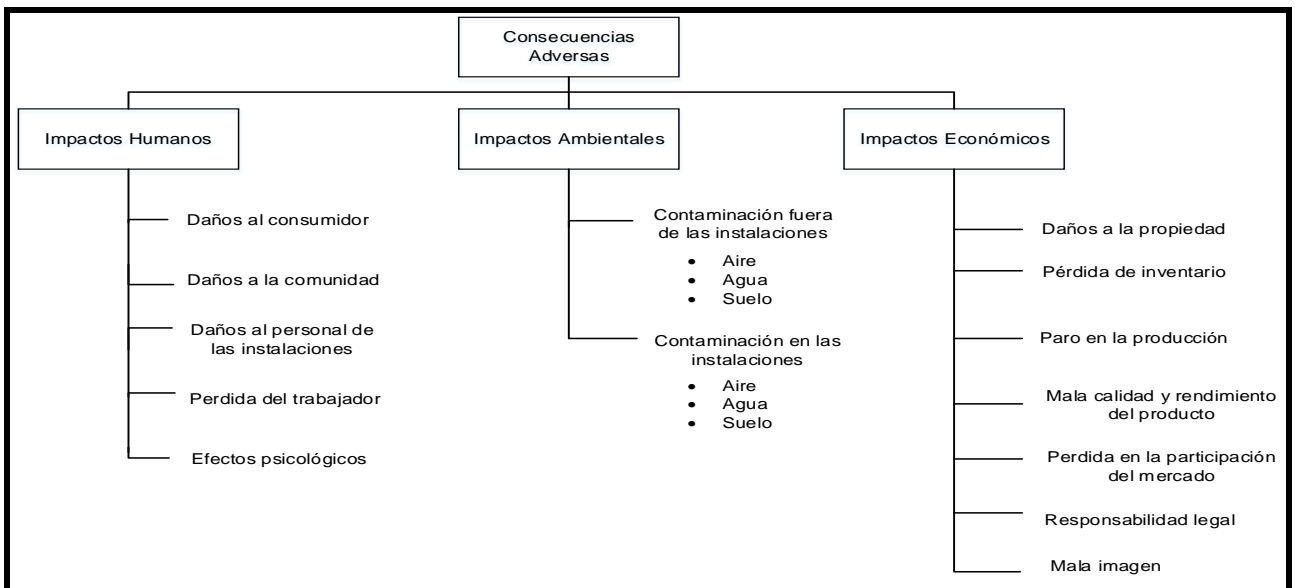 Consecuencias
Adversas
Impactos Humanos
Impactos Ambientales
Impactos Económicos
Daños al consumidor
Daños a la comunidad
Daños al personal de
las instalaciones
Perdida del trabajador
Efectos psicológicos
Contaminación fuera
de las instalaciones
• Aire
• Agua
• Suelo
Contaminación en las
instalaciones
• Aire
• Agua
• Suelo
Daños a la propiedad
Pérdida de inventario
Paro en la producción
Mala calidad y rendimiento
del producto
Perdida en la participación
del mercado
Responsabilidad legal
Mala imagen